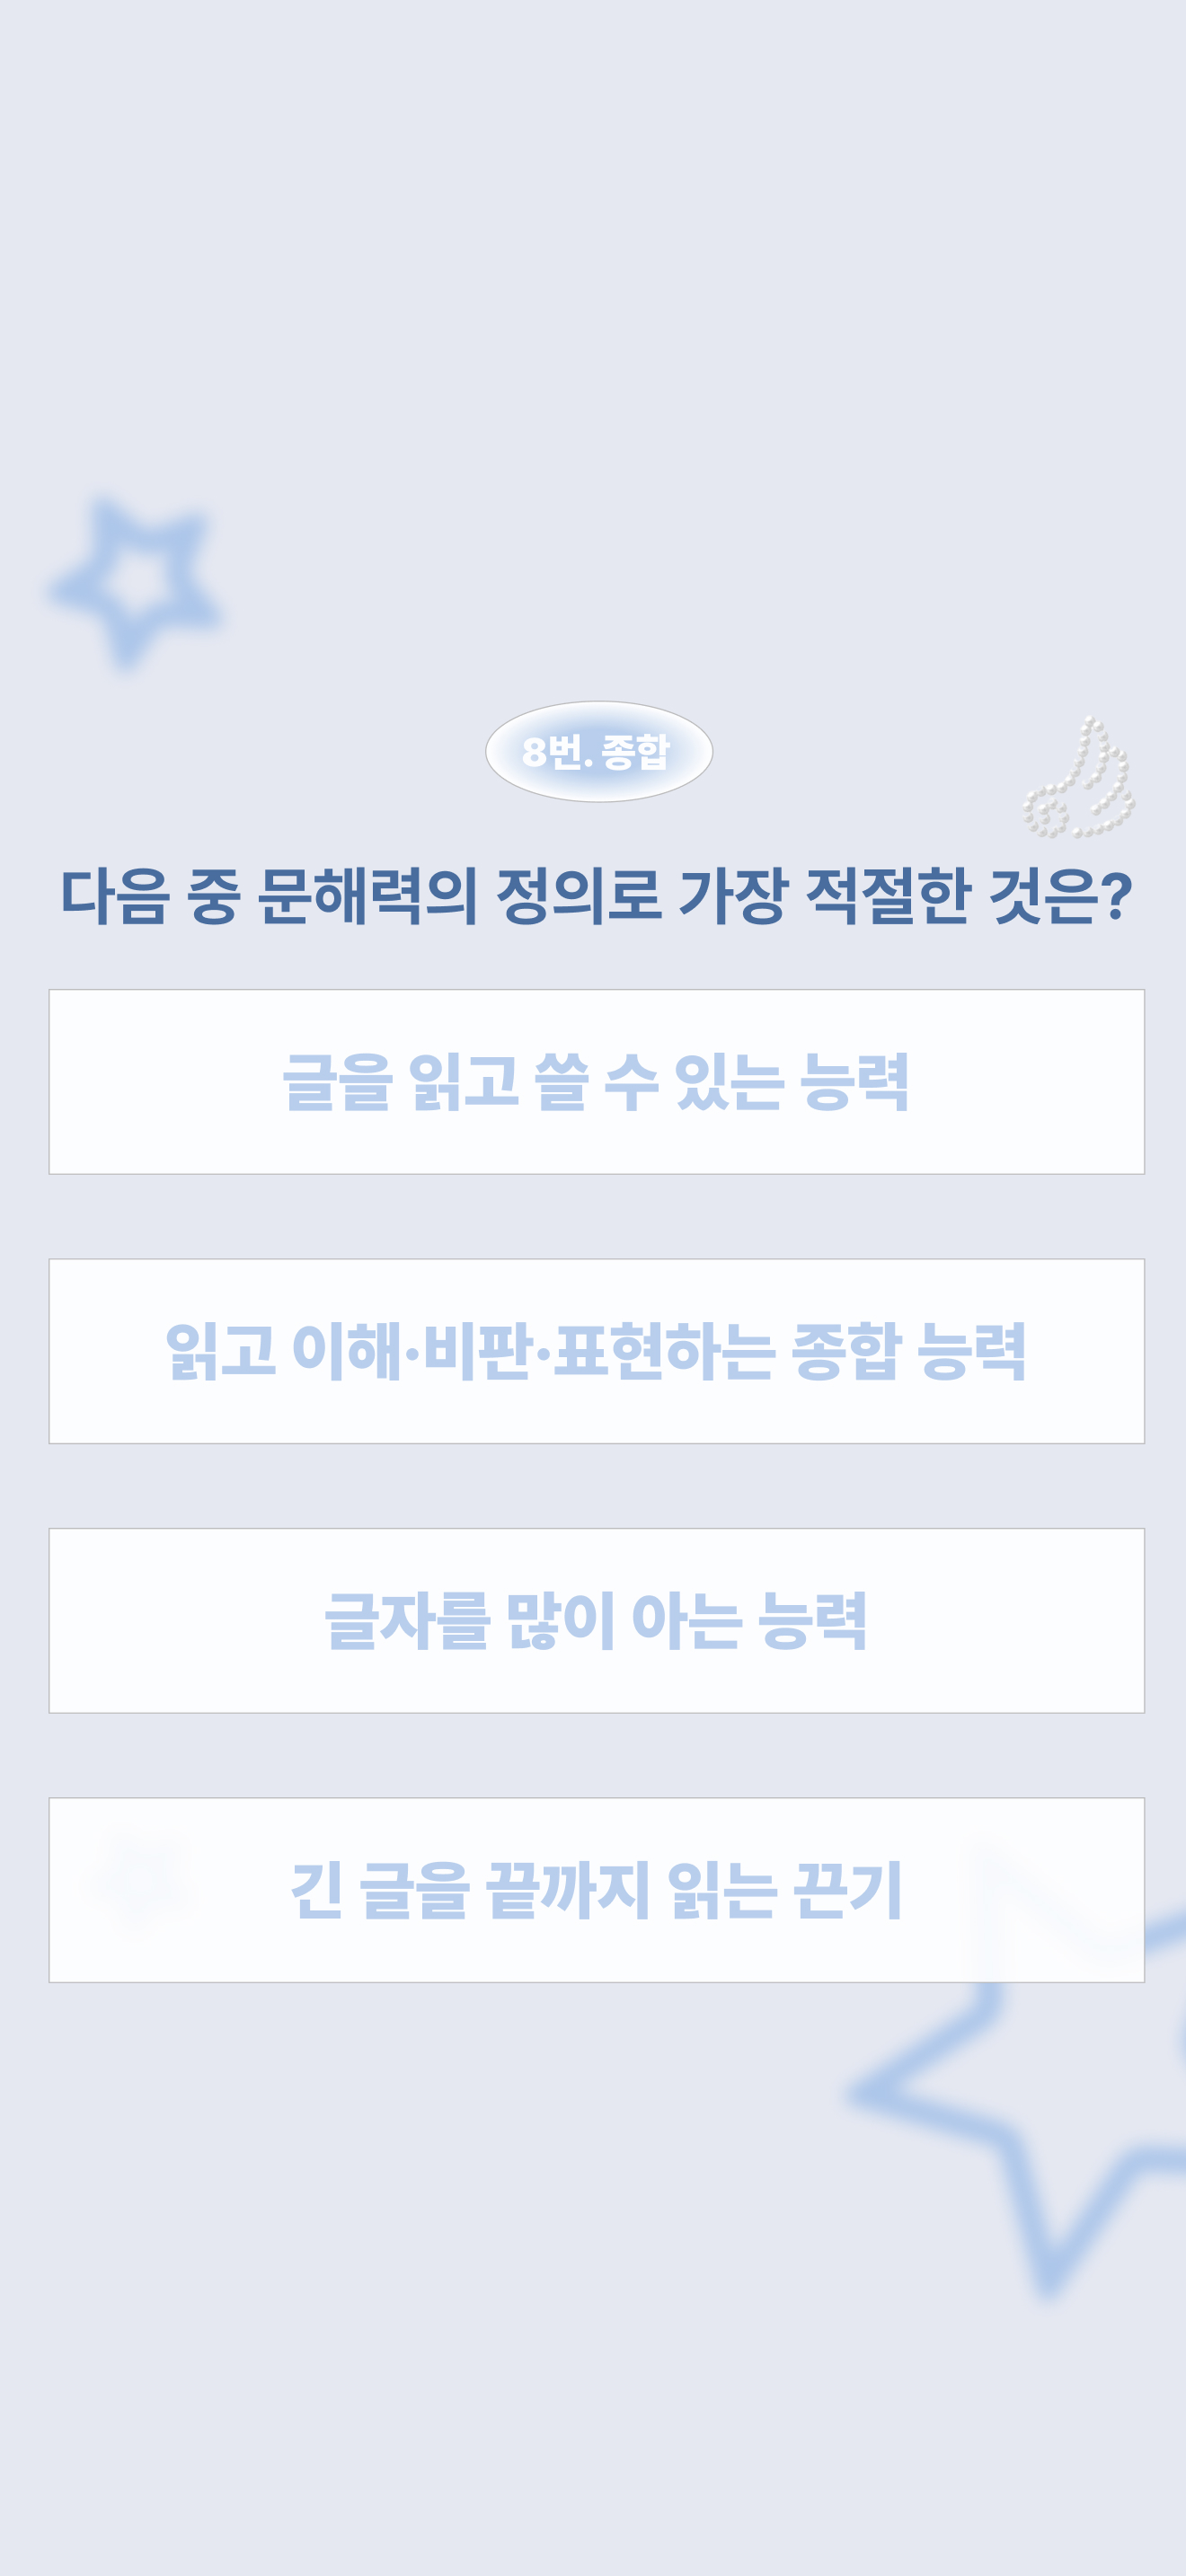 8번. 종합
다음 중 문해력의 정의로 가장 적절한 것은?
글을 읽고 쓸 수 있는 능력
읽고 이해·비판·표현하는 종합 능력
글자를 많이 아는 능력
긴 글을 끝까지 읽는 끈기